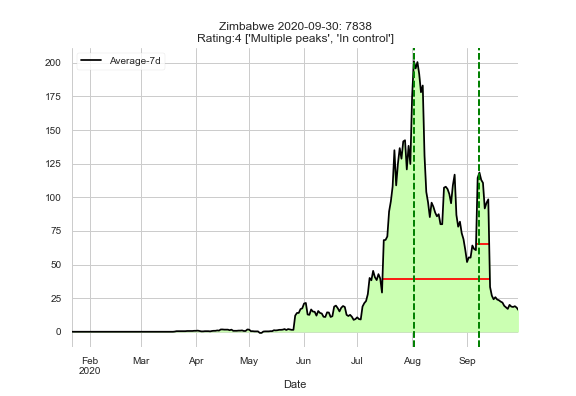 Zimbabwe 2020-09-30: 7838
Rating:4 ['Multiple peaks', 'In control']
Average-7d
200
175
150
125
100
75
50
25
0
Feb Mar Apr May Jun Jul Aug Sep
2020
Date